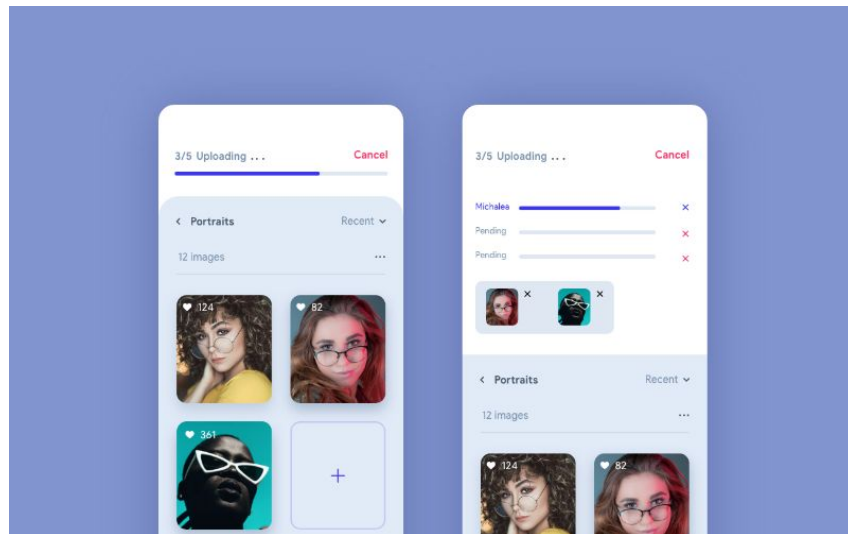 3/5 Uploading ...
Cancel
Portraits
Recent
12 images
124
82
361
3/5 Uploading ...
Cancel
Michalea
Pending
Pending
Portraits
Recent
12 images
124
82